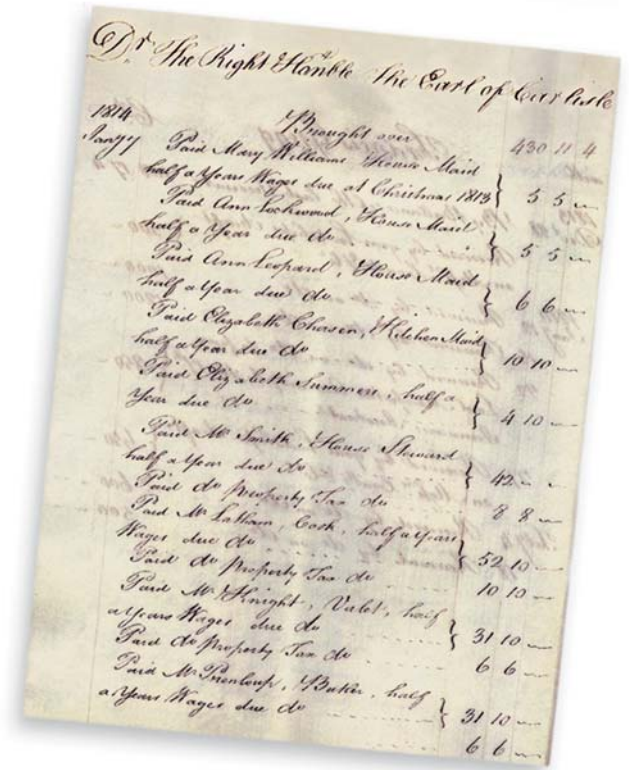 Dr The Right Honble The Earl of Carlisle
1814 Brought over 430 11 4
Jany Paid Mary Williams House Maid
half a Years Wages due at Christmas 1813 } 5 5 —
Paid Ann Lockwood, House Maid
half a Year due do } 5 5 —
Paid Ann Leopard, House Maid
half a Year due do } 6 6 —
Paid Elizabeth Chasen, Kitchen Maid
half a Year due do } 10 10 —
Paid Elizabeth Summers, half a
Year due do } 4 10 —
Paid Mr Smith, House Steward
half a Year due do } 42 - -
Paid do Property Tax do 8 8 —
Paid Mr Latham, Cook, half a Years
Wages due do } 52 10 —
Paid do Property Tax do 10 10 —
Paid Mr Knight, Valet, half
a Years Wages due do } 31 10 —
Paid do Property Tax do 6 6 —
Paid Mr Baker, half
a Years Wages due do } 31 10 —
6 6 —